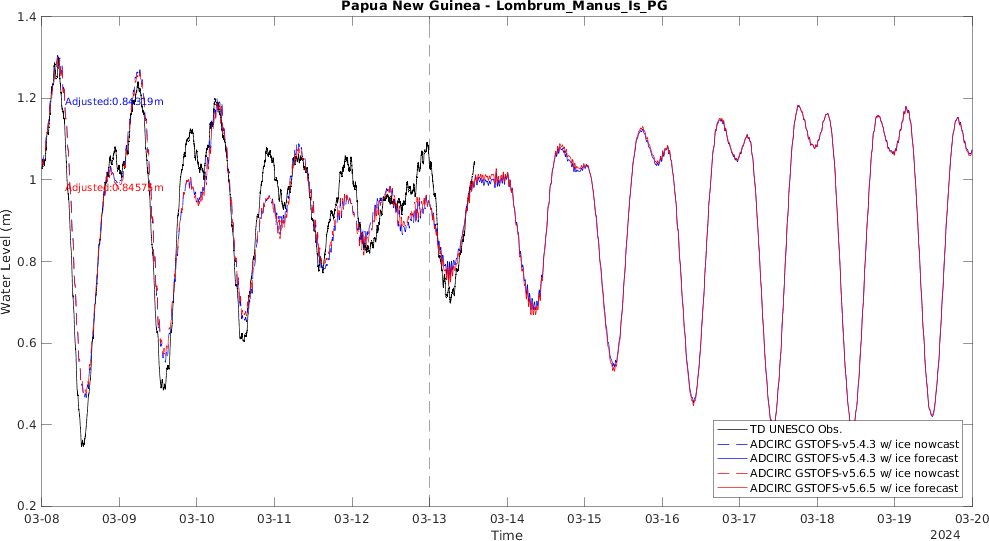 Papua New Guinea - Lombrum_Manus_Is_PG
1.4
1.2
1
0.8
0.6
0.4
0.2
Water Level (m)
Adjusted:0.84319m
Adjusted:0.84575m
TD UNESCO Obs.
ADCIRC GSTOFS-v5.4.3 w/ ice nowcast
ADCIRC GSTOFS-v5.4.3 w/ ice forecast
ADCIRC GSTOFS-v5.6.5 w/ ice nowcast
ADCIRC GSTOFS-v5.6.5 w/ ice forecast
03-08 03-09 03-10 03-11 03-12 03-13 03-14 03-15 03-16 03-17 03-18 03-19 03-20
Time
2024